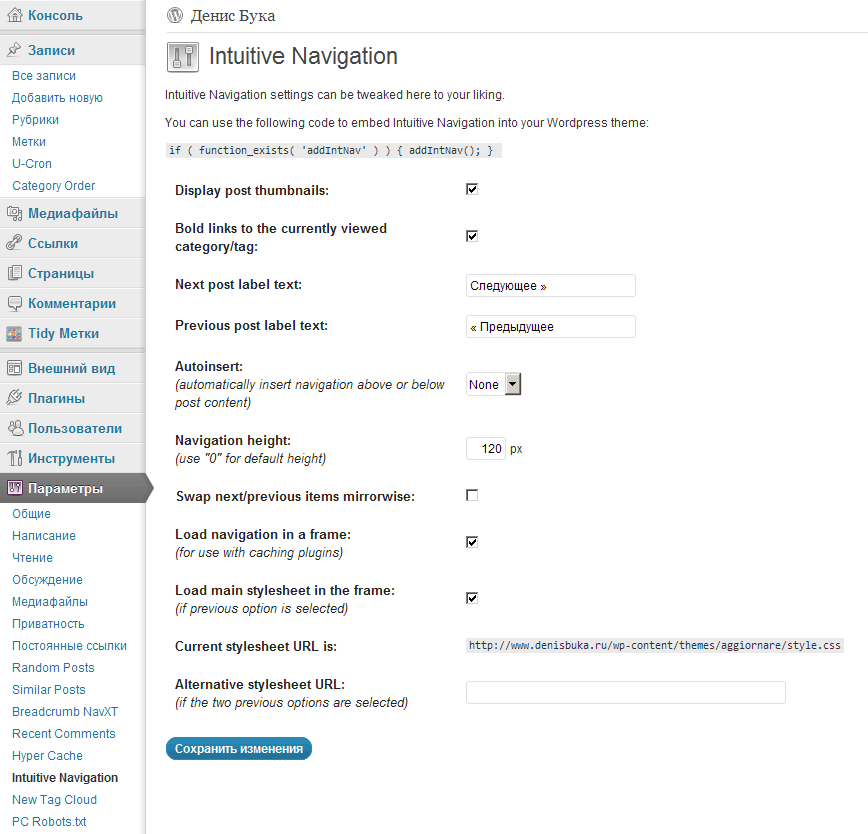 Консоль
Записи
Все записи
Добавить новую
Рубрики
Метки
U-Cron
Category Order
Медиафайлы
Ссылки
Страницы
Комментарии
Tidy Метки
Внешний вид
Плагины
Пользователи
Инструменты
Параметры
Общие
Написание
Чтение
Обсуждение
Медиафайлы
Приватность
Постоянные ссылки
Random Posts
Similar Posts
Breadcrumb NavXT
Recent Comments
Hyper Cache
Intuitive Navigation
New Tag Cloud
PC Robots.txt
Денис Бука
Intuitive Navigation
Intuitive Navigation settings can be tweaked here to your liking.
You can use the following code to embed Intuitive Navigation into your Wordpress theme:
if ( function_exists( 'addIntNav' ) ) { addIntNav(); }
Display post thumbnails:
Bold links to the currently viewed
category/tag:
Next post label text:
Следующее »
Previous post label text:
« Предыдущее
Autoinsert:
(automatically insert navigation above or below
post content)
None
Navigation height:
(use "0" for default height)
120 px
Swap next/previous items mirrorwise:
Load navigation in a frame:
(for use with caching plugins)
Load main stylesheet in the frame:
(if previous option is selected)
Current stylesheet URL is:
http://www.denisbuka.ru/wp-content/themes/aggiornare/style.css
Alternative stylesheet URL:
(if the two previous options are selected)
Сохранить изменения